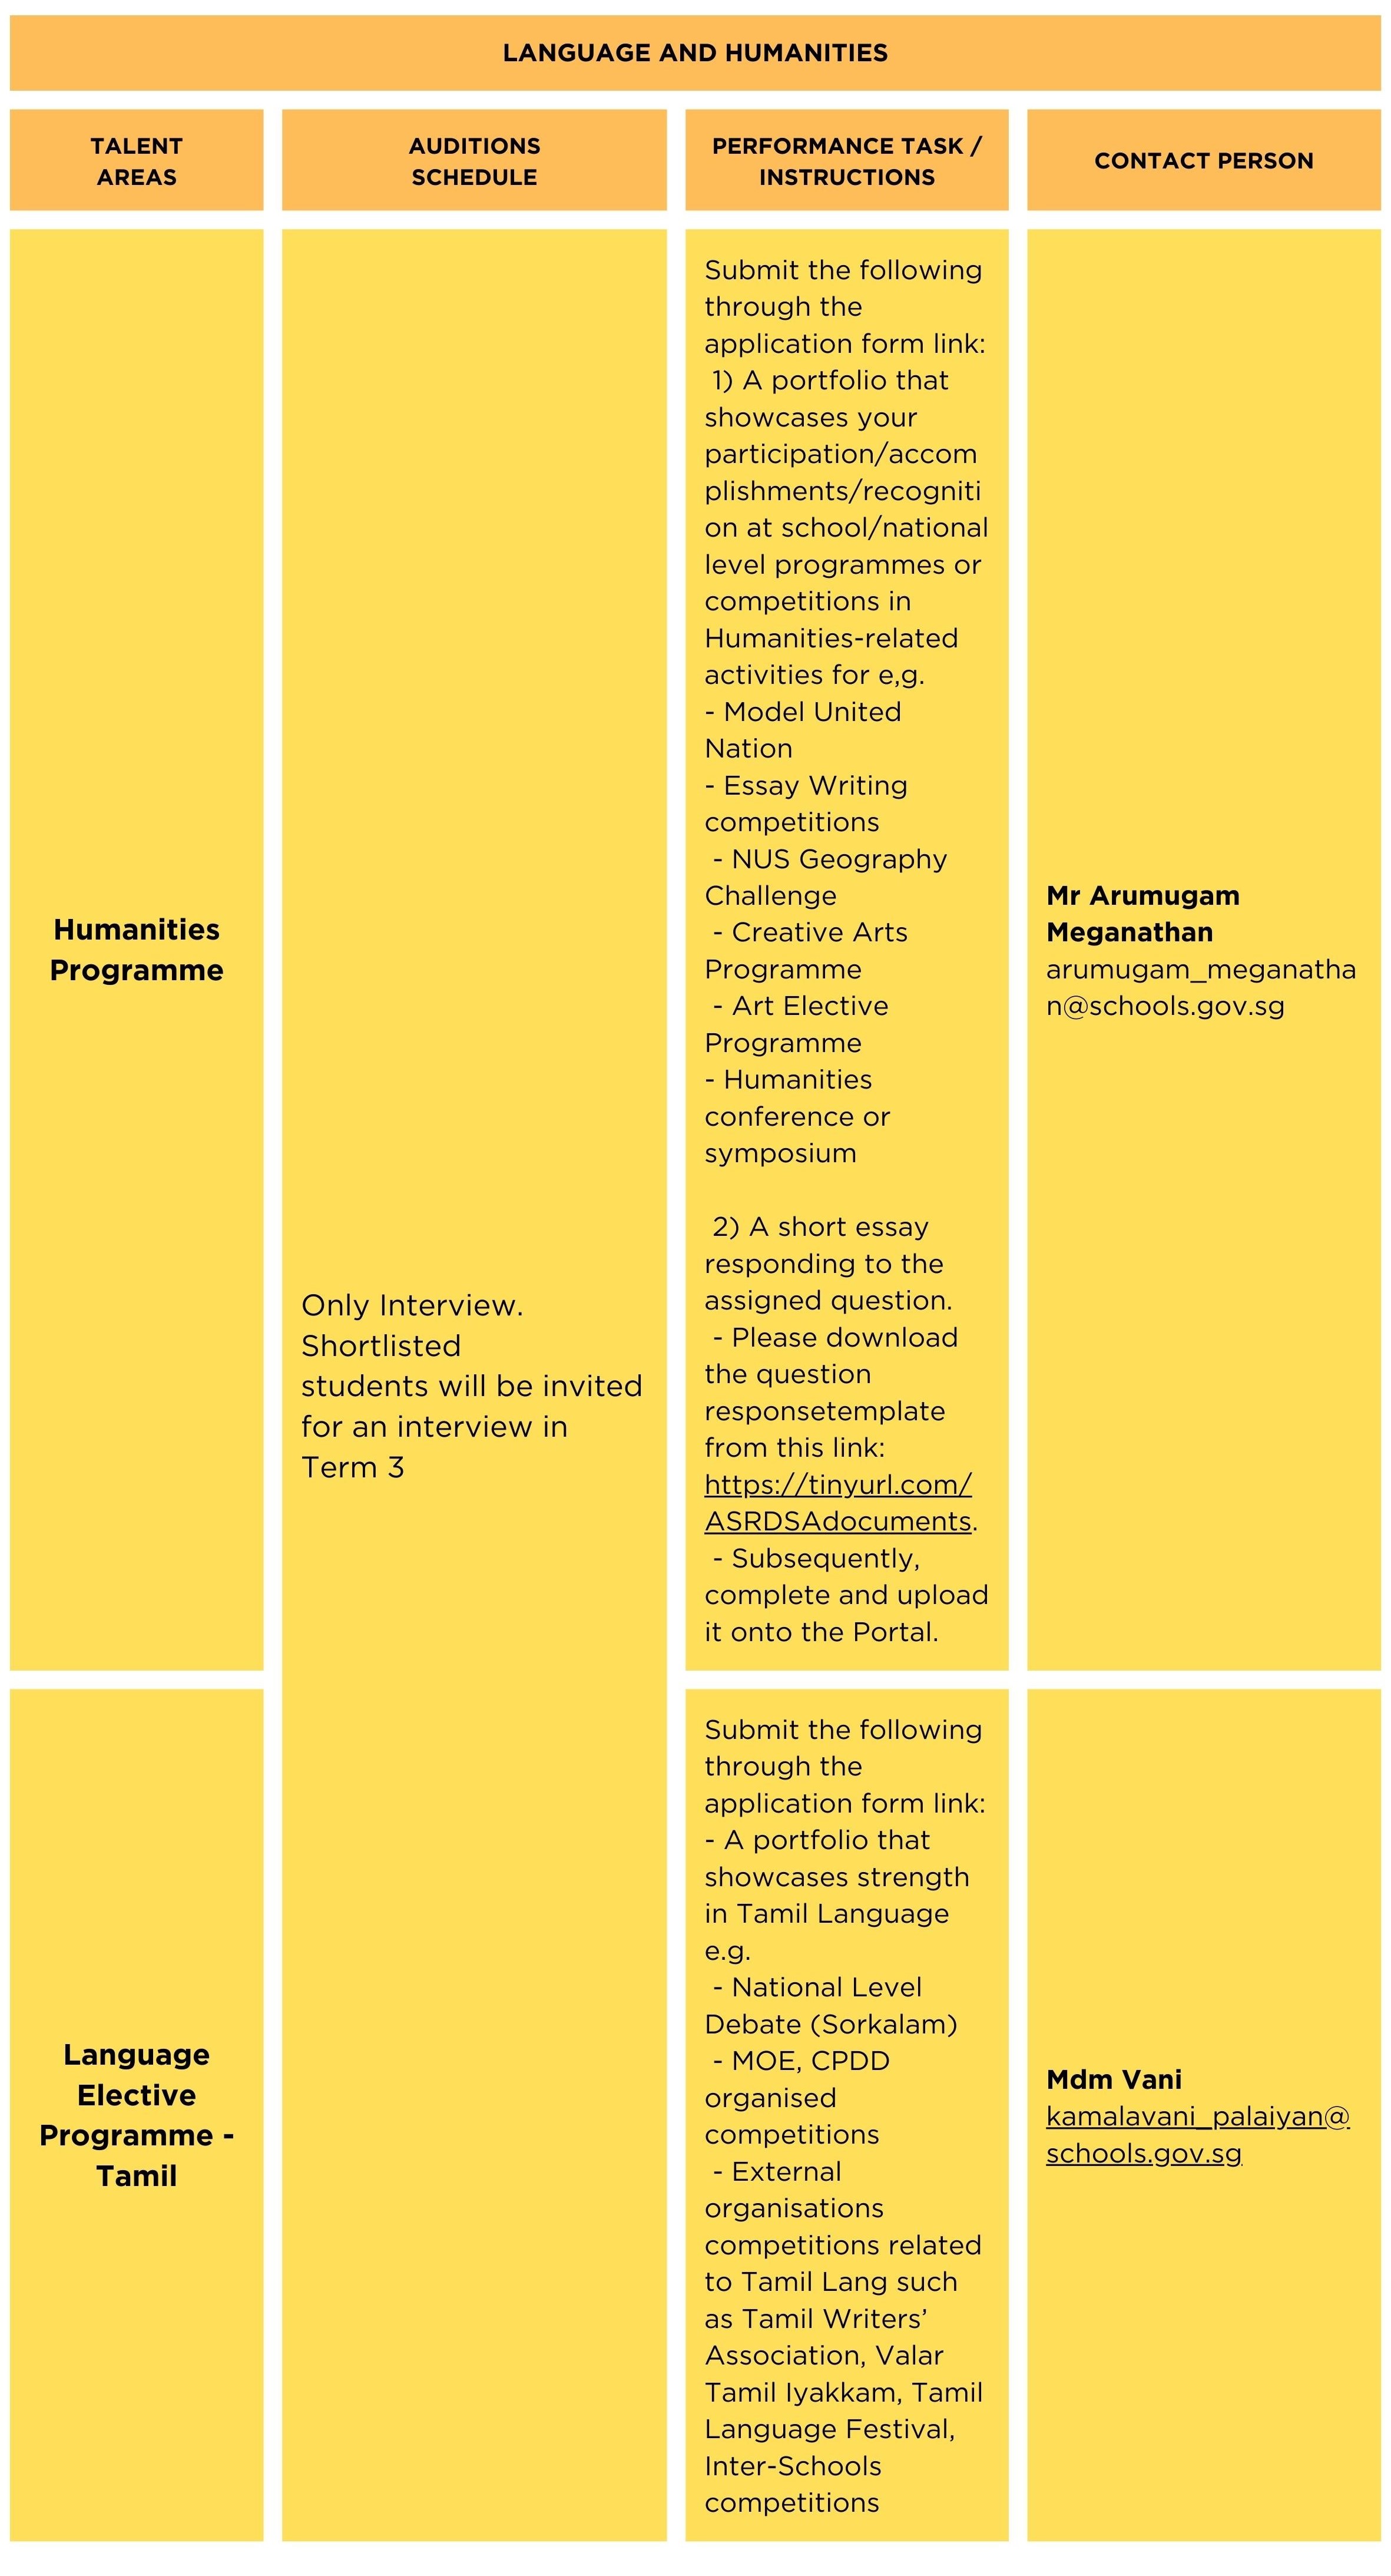 LANGUAGE AND HUMANITIES
TALENT
AREAS
AUDITIONS
SCHEDULE
PERFORMANCE TASK /
INSTRUCTIONS
CONTACT PERSON
Humanities
Programme
Only Interview.
Shortlisted
students will be invited
for an interview in
Term 3
Submit the following
through the
application form link:
1) A portfolio that
showcases your
participation/accom
plishments/recogniti
on at school/national
level programmes or
competitions in
Humanities-related
activities for e,g.
- Model United
Nation
- Essay Writing
competitions
- NUS Geography
Challenge
- Creative Arts
Programme
- Art Elective
Programme
- Humanities
conference or
symposium
2) A short essay
responding to the
assigned question.
- Please download
the question
responsetemplate
from this link:
https://tinyurl.com/
ASRDSAdocuments.
- Subsequently,
complete and upload
it onto the Portal.
Mr Arumugam
Meganathan
arumugam_meganatha
n@schools.gov.sg
Language
Elective
Programme -
Tamil
Submit the following
through the
application form link:
- A portfolio that
showcases strength
in Tamil Language
e.g.
- National Level
Debate (Sorkalam)
- MOE, CPDD
organised
competitions
- External
organisations
competitions related
to Tamil Lang such
as Tamil Writers’
Association, Valar
Tamil Iyakkam, Tamil
Language Festival,
Inter-Schools
competitions
Mdm Vani
kamalavani_palaiyan@
schools.gov.sg